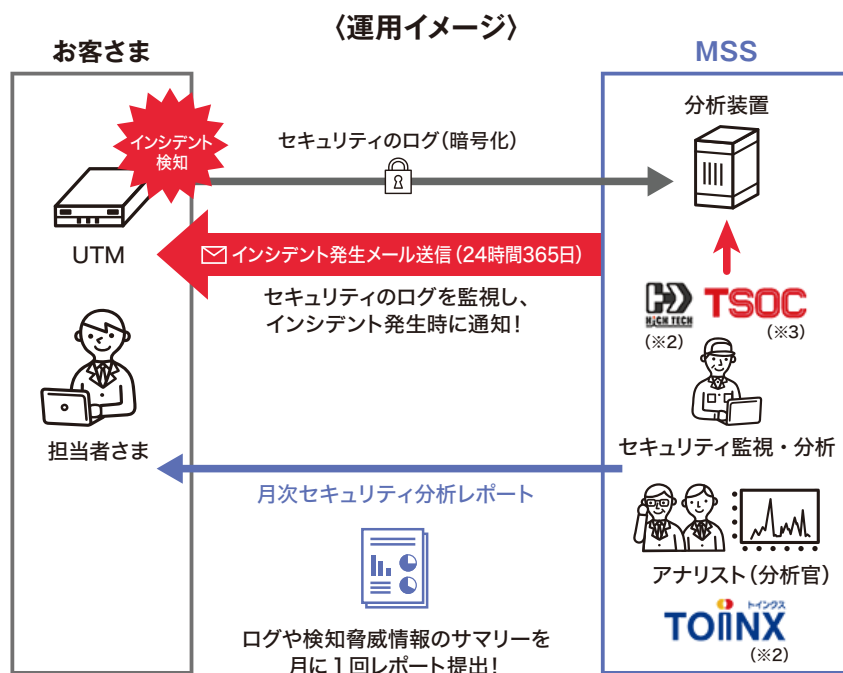 〈運用イメージ〉
お客さま
MSS
インシデント
検知
セキュリティのログ(暗号化)
分析装置
UTM
インシデント発生メール送信(24時間365日)
セキュリティのログを監視し、
インシデント発生時に通知!
HIGH TECH
(※2)
TSOC
(※3)
担当者さま
セキュリティ監視・分析
月次セキュリティ分析レポート
アナリスト(分析官)
トインクス
TOiNX
(※2)
ログや検知脅威情報のサマリーを
月に1回レポート提出!